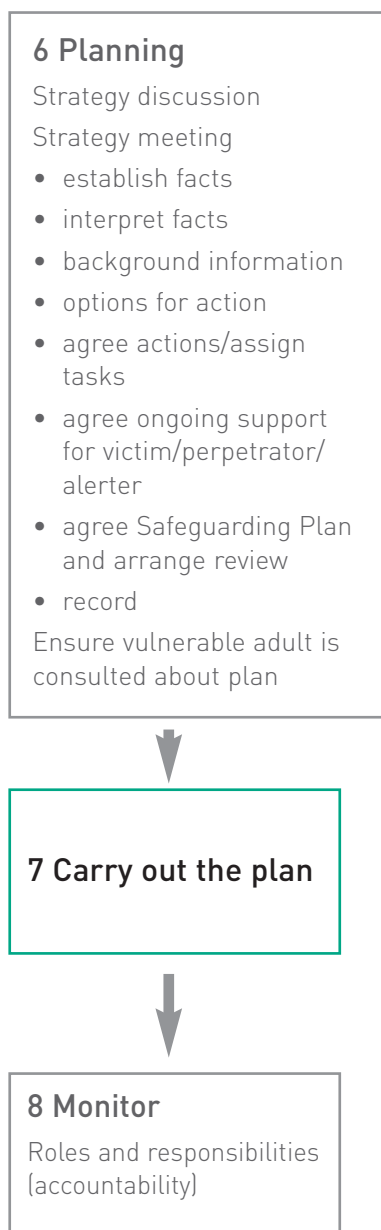 6 Planning
Strategy discussion
Strategy meeting
• establish facts
• interpret facts
• background information
• options for action
• agree actions/assign
tasks
• agree ongoing support
for victim/perpetrator/
alerter
• agree Safeguarding Plan
and arrange review
• record
Ensure vulnerable adult is
consulted about plan
7 Carry out the plan
8 Monitor
Roles and responsibilities
(accountability)